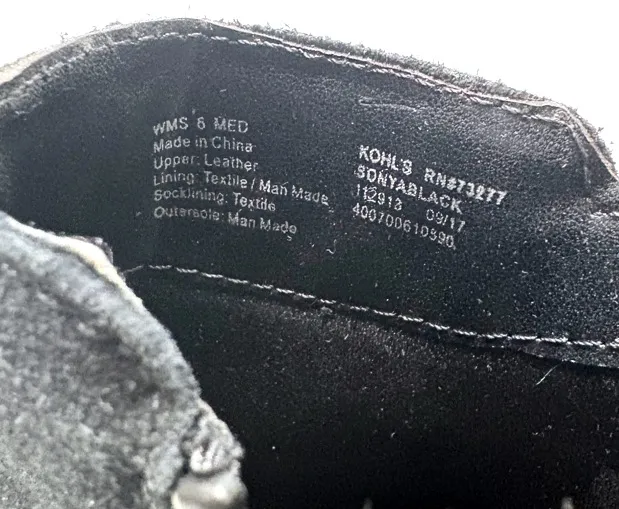 WMS 6 MED
Made in China
Upper: Leather
Lining: Textile / Man Made
Socklining: Textile
Outersole: Man Made
KOHL'S RN#73277
SONYABLACK
112913 09/17
400700610590